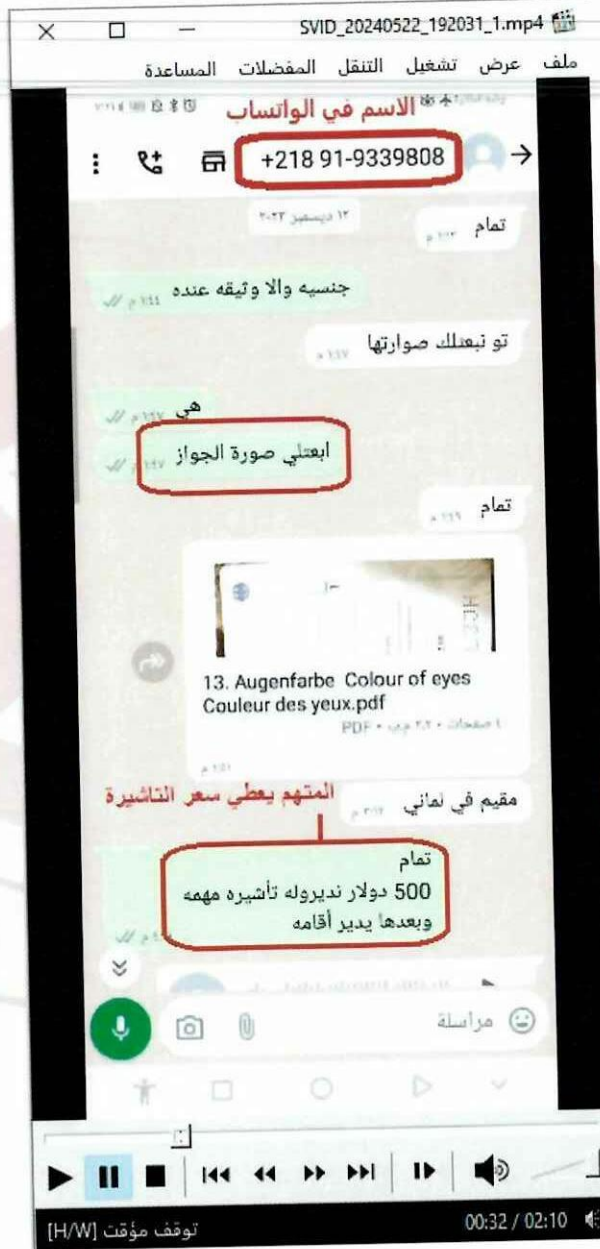 SVID_20240522_192031_1.mp4
ملف عرض تشغيل التنقل المفضلات المساعدة
الاسم في الواتساب
+218 91-9339808
١٢ ديسمبر ٢٠٢٣
تمام
جنسيه والا وثيقه عنده
تو نبعتلك صوارتها
هي
ابعتلي صورة الجواز
تمام
13. Augenfarbe Colour of eyes
Couleur des yeux.pdf
PDF
مقيم في لماني
المتهم يعطي سعر التاشيرة
تمام
500 دولار نديروله تأشيره مهمه
وبعدها يدير أقامه
مراسلة
00:32 / 02:10
توقف مؤقت [H/W]